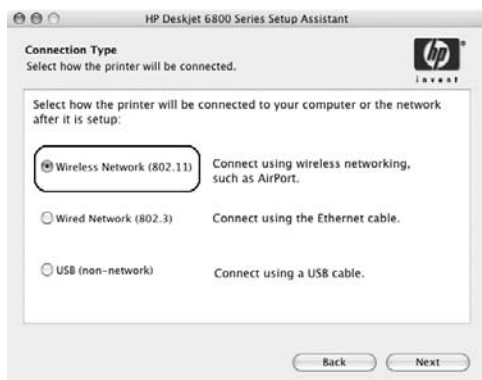 HP Deskjet 6800 Series Setup Assistant
Connection Type
Select how the printer will be connected.
hp
invent
Select how the printer will be connected to your computer or the network
after it is setup:
Wireless Network (802.11)
Connect using wireless networking,
such as AirPort.
Wired Network (802.3)
Connect using the Ethernet cable.
USB (non-network)
Connect using a USB cable.
Back
Next